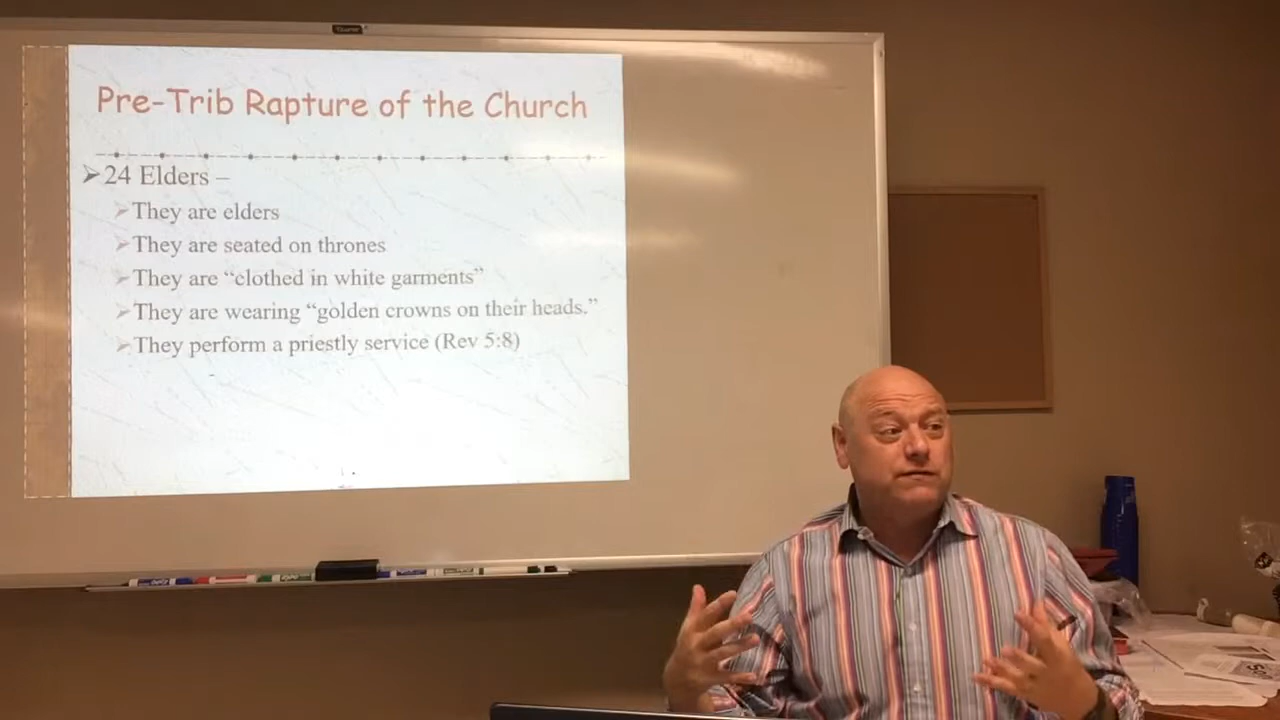 Pre-Trib Rapture of the Church
24 Elders –
They are elders
They are seated on thrones
They are “clothed in white garments”
They are wearing “golden crowns on their heads.”
They perform a priestly service (Rev 5:8)